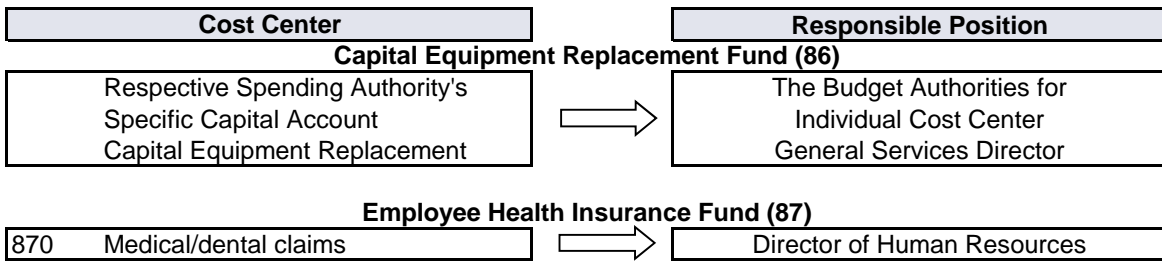 Cost Center Responsible Position
Capital Equipment Replacement Fund (86)
Respective Spending Authority's The Budget Authorities for
Specific Capital Account Individual Cost Center
Capital Equipment Replacement General Services Director
Employee Health Insurance Fund (87)
870 Medical/dental claims Director of Human Resources